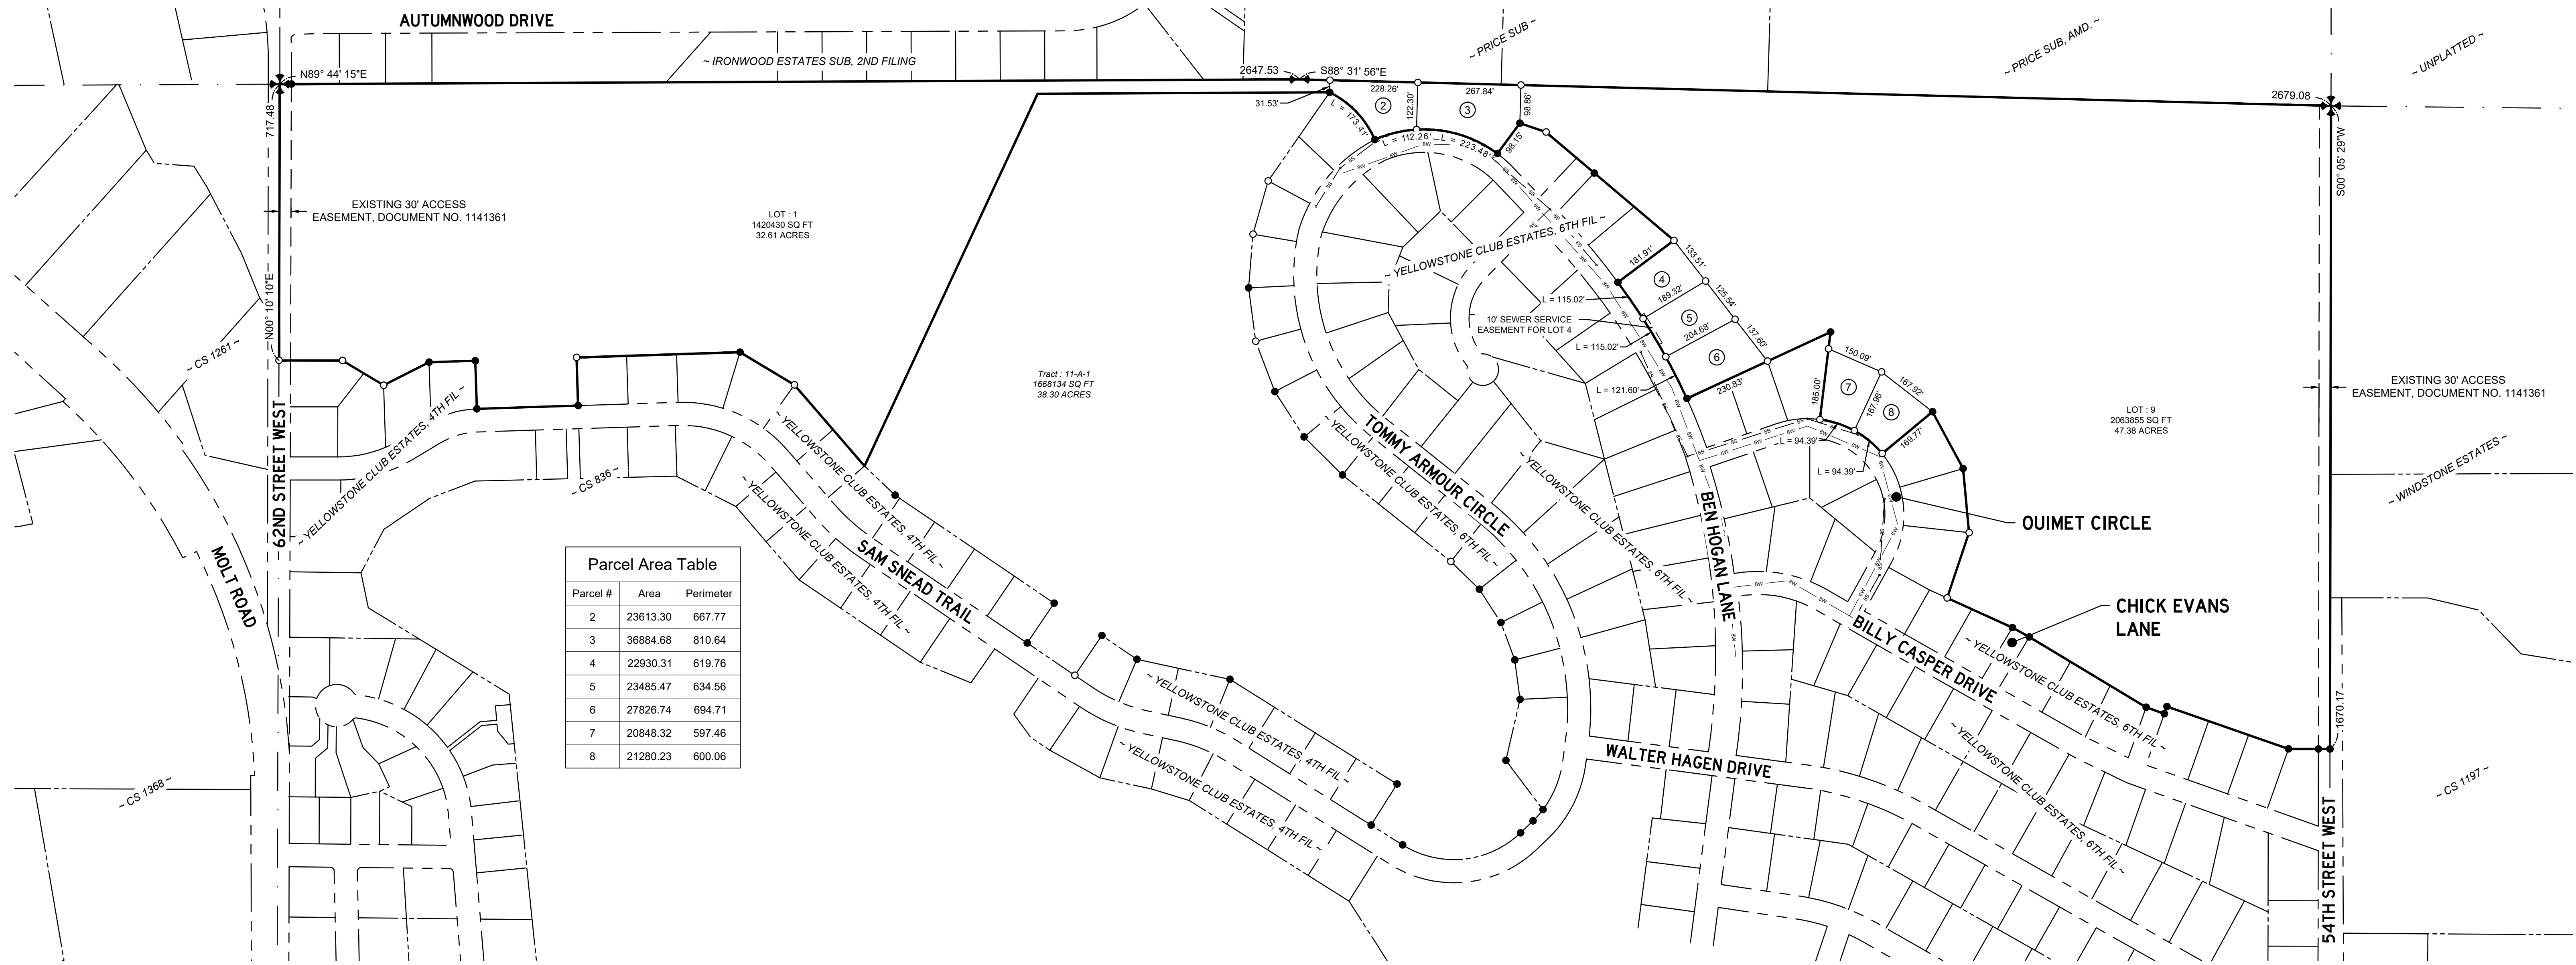 AUTUMNWOOD DRIVE
~ IRONWOOD ESTATES SUB, 2ND FILING
~ PRICE SUB ~
~ PRICE SUB, AMD. ~
~ UNPLATTED ~
N89° 44' 15"E
2647.53
S88° 31' 56"E
2679.08
717.48
31.53'
228.26'
2
122.30'
267.84'
3
98.86'
98.15'
L = 173.41'
L = 112.26'
L = 223.48'
S00° 05' 29"W
EXISTING 30' ACCESS
EASEMENT, DOCUMENT NO. 1141361
LOT : 1
1420430 SQ FT
32.61 ACRES
~ YELLOWSTONE CLUB ESTATES, 6TH FIL ~
181.91'
133.51'
4
189.32'
125.54'
L = 115.02'
10' SEWER SERVICE
EASEMENT FOR LOT 4
5
204.68'
137.60'
L = 115.02'
6
L = 121.60'
230.83'
N00° 10' 10"E
~ CS 1261 ~
Tract : 11-A-1
1668134 SQ FT
38.30 ACRES
150.09'
185.00'
7
167.98'
167.92'
8
169.77'
L = 94.39'
L = 94.39'
LOT : 9
2063855 SQ FT
47.38 ACRES
EXISTING 30' ACCESS
EASEMENT, DOCUMENT NO. 1141361
~ WINDSTONE ESTATES ~
62ND STREET WEST
~ YELLOWSTONE CLUB ESTATES, 4TH FIL ~
~ CS 836 ~
~ YELLOWSTONE CLUB ESTATES, 4TH FIL ~
~ YELLOWSTONE CLUB ESTATES, 4TH FIL ~
SAM SNEAD TRAIL
TOMMY ARMOUR CIRCLE
~ YELLOWSTONE CLUB ESTATES, 6TH FIL ~
~ YELLOWSTONE CLUB ESTATES, 6TH FIL ~
BEN HOGAN LANE
OUIMET CIRCLE
CHICK EVANS
LANE
BILLY CASPER DRIVE
~ YELLOWSTONE CLUB ESTATES, 6TH FIL ~
~ YELLOWSTONE CLUB ESTATES, 6TH FIL ~
1670.17
MOLT ROAD
Parcel Area Table
Parcel # Area Perimeter
2 23613.30 667.77
3 36884.68 810.64
4 22930.31 619.76
5 23485.47 634.56
6 27826.74 694.71
7 20848.32 597.46
8 21280.23 600.06
~ YELLOWSTONE CLUB ESTATES, 4TH FIL ~
~ YELLOWSTONE CLUB ESTATES, 4TH FIL ~
WALTER HAGEN DRIVE
~ CS 1368 ~
~ CS 1197 ~
54TH STREET WEST